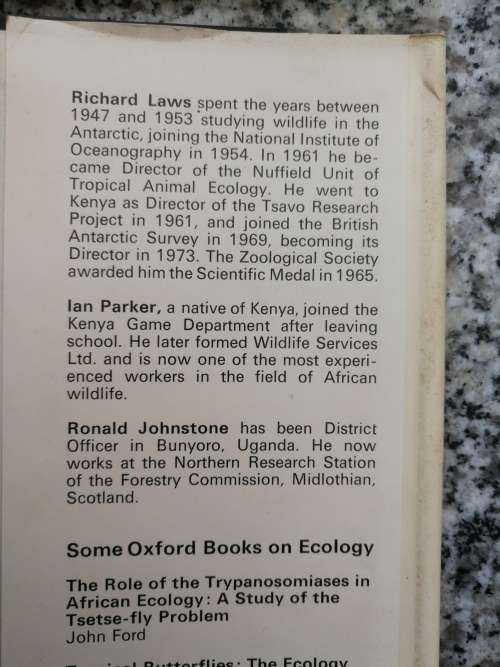 Richard Laws spent the years between
1947 and 1953 studying wildlife in the
Antarctic, joining the National Institute of
Oceanography in 1954. In 1961 he be-
came Director of the Nuffield Unit of
Tropical Animal Ecology. He went to
Kenya as Director of the Tsavo Research
Project in 1961, and joined the British
Antarctic Survey in 1969, becoming its
Director in 1973. The Zoological Society
awarded him the Scientific Medal in 1965.
Ian Parker, a native of Kenya, joined the
Kenya Game Department after leaving
school. He later formed Wildlife Services
Ltd. and is now one of the most experi-
enced workers in the field of African
wildlife.
Ronald Johnstone has been District
Officer in Bunyoro, Uganda. He now
works at the Northern Research Station
of the Forestry Commission, Midlothian,
Scotland.
Some Oxford Books on Ecology
The Role of the Trypanosomiases in
African Ecology: A Study of the
Tsetse-fly Problem
John Ford
Tropical Butterflies: The Ecology